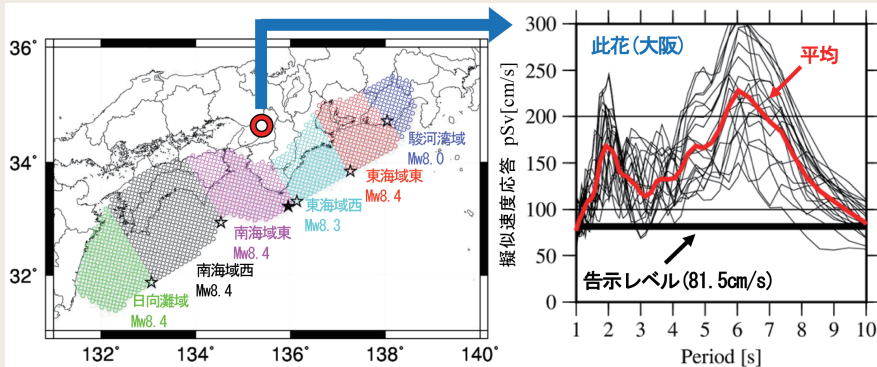 36°
34°
32°
132°
134°
136°
138°
140°
駿河湾域
Mw8.0
東海域東
Mw8.4
東海域西
Mw8.3
南海域東
Mw8.4
南海域西
Mw8.4
日向灘域
Mw8.4
擬似速度応答 pSv[cm/s]
300
250
200
150
100
50
0
此花(大阪)
平均
告示レベル(81.5cm/s)
1
2
3
4
5
6
7
8
9
10
Period [s]